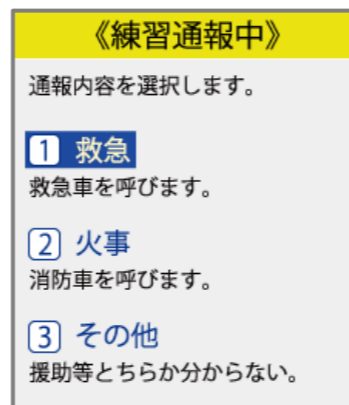 《練習通報中》
通報内容を選択します。
1 救急
救急車を呼びます。
2 火事
消防車を呼びます。
3 その他
援助等とちらか分からない。